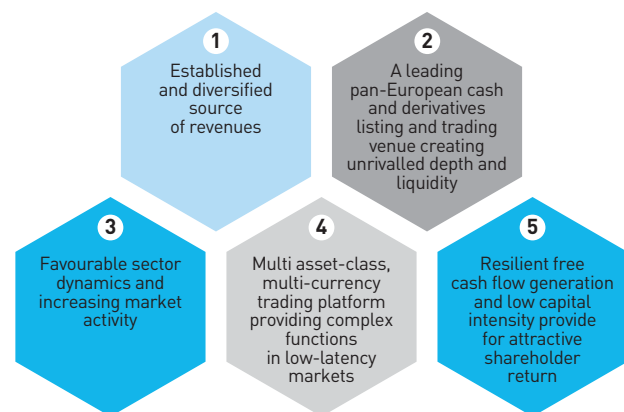 1
Established
and diversified
source
of revenues
2
A leading
pan-European cash
and derivatives
listing and trading
venue creating
unrivalled depth and
liquidity
3
Favourable sector
dynamics and
increasing market
activity
4
Multi asset-class,
multi-currency
trading platform
providing complex
functions
in low-latency
markets
5
Resilient free
cash flow generation
and low capital
intensity provide
for attractive
shareholder
return